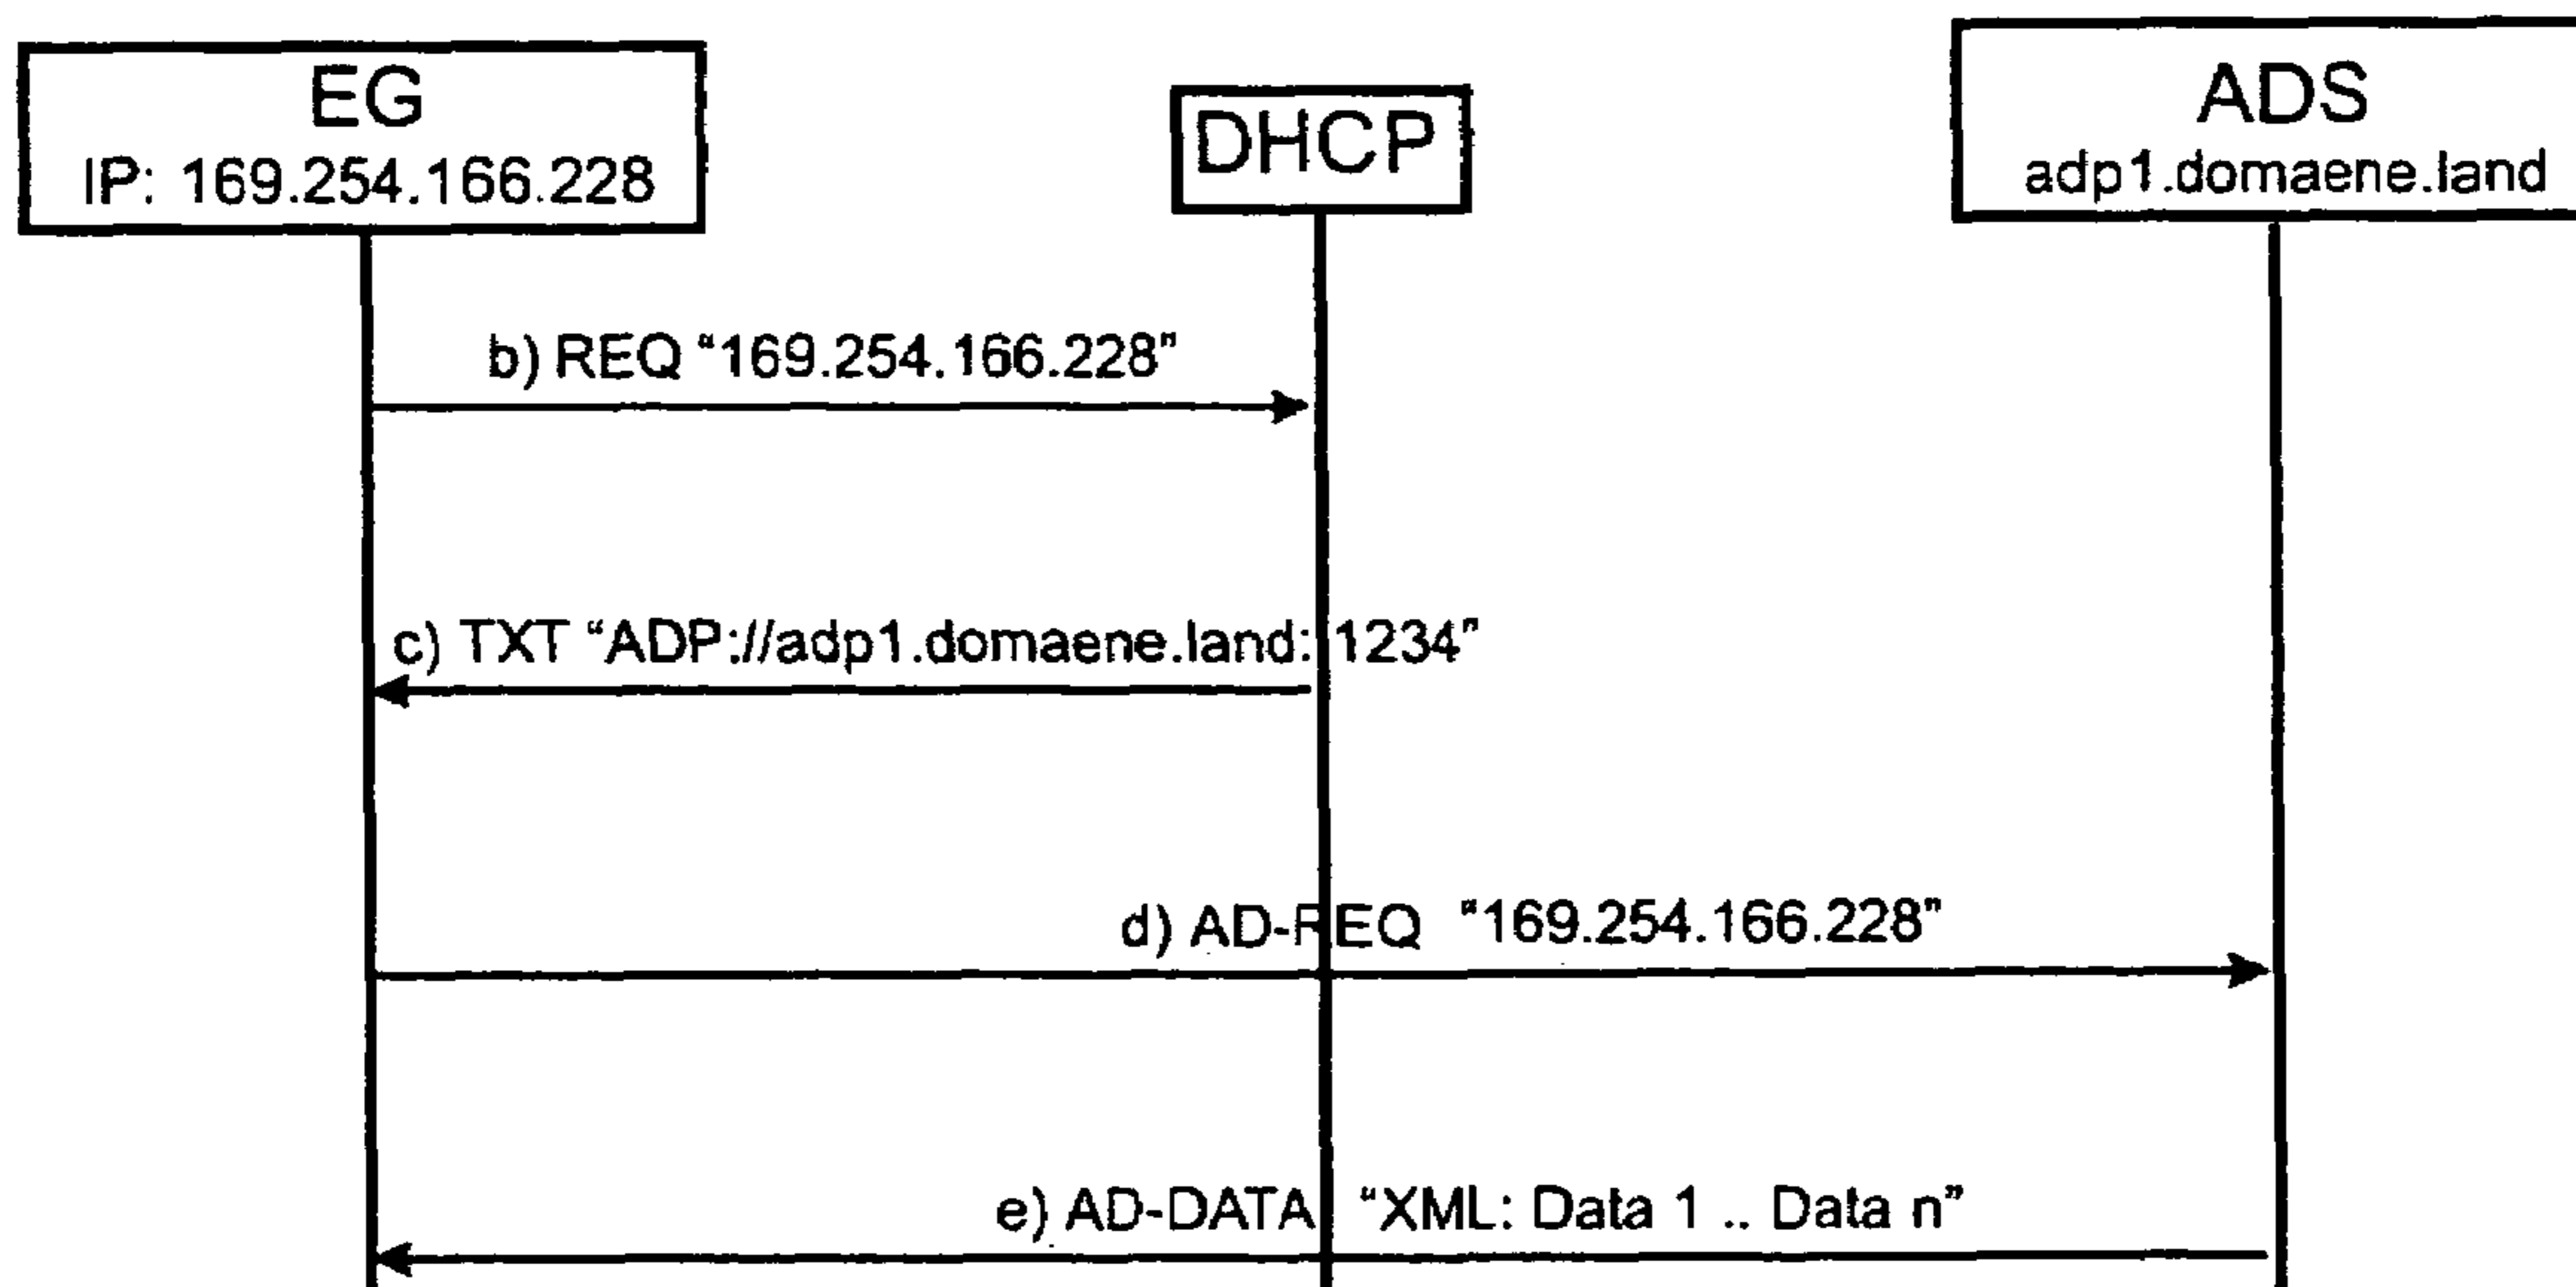 EG
IP: 169.254.166.228
DHCP
ADS
adp1.domaene.land
b) REQ “169.254.166.228”
c) TXT “ADP://adp1.domaene.land: 1234”
d) AD-REQ “169.254.166.228”
e) AD-DATA “XML: Data 1 .. Data n”